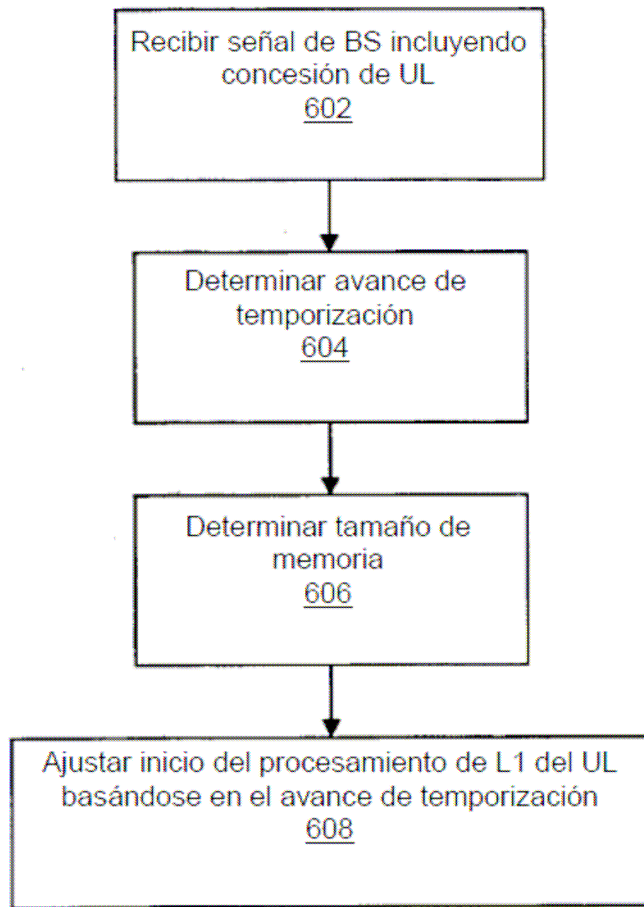 Recibir señal de BS incluyendo
concesión de UL
602
Determinar avance de
temporización
604
Determinar tamaño de
memoria
606
Ajustar inicio del procesamiento de L1 del UL
basándose en el avance de temporización
608